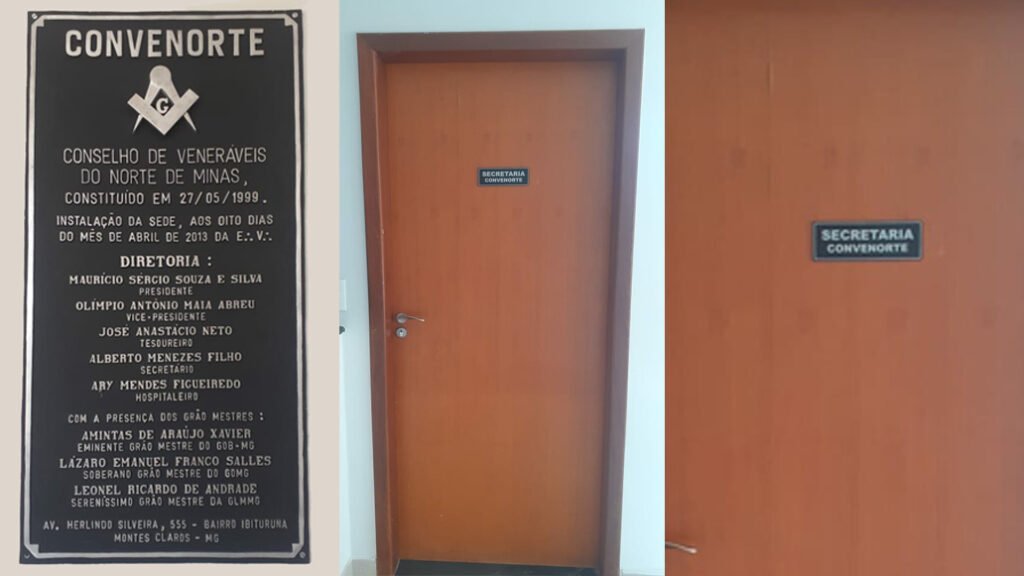 CONVENORTE
G
CONSELHO DE VENERÁVEIS
DO NORTE DE MINAS,
CONSTITUÍDO EM 27/05/1999.
INSTALAÇÃO DA SEDE, AOS OITO DIAS
DO MÊS DE ABRIL DE 2013 DA E∴V∴
DIRETORIA :
MAURÍCIO SÉRGIO SOUZA E SILVA
PRESIDENTE
OLÍMPIO ANTÔNIO MAIA ABREU
VICE-PRESIDENTE
JOSÉ ANASTÁCIO NETO
TESOUREIRO
ALBERTO MENEZES FILHO
SECRETÁRIO
ARY MENDES FIGUEIREDO
HOSPITALEIRO
COM A PRESENÇA DOS GRÃO MESTRES :
AMINTAS DE ARAÚJO XAVIER
EMINENTE GRÃO MESTRE DO GOB-MG
LÁZARO EMANUEL FRANCO SALLES
SOBERANO GRÃO MESTRE DO GOMG
LEONEL RICARDO DE ANDRADE
SERENÍSSIMO GRÃO MESTRE DA GLMMG
AV. HERLINDO SILVEIRA, 555 - BAIRRO IBITURUNA
MONTES CLAROS - MG
SECRETARIA
CONVENORTE
SECRETARIA
CONVENORTE